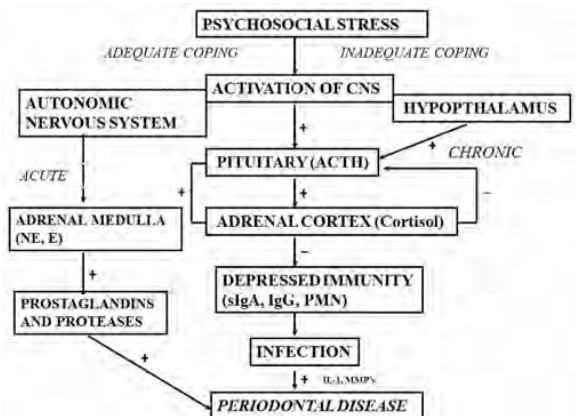 PSYCHOSOCIAL STRESS
ADEQUATE COPING
INADEQUATE COPING
ACTIVATION OF CNS
AUTONOMIC
NERVOUS SYSTEM
HYPOPTHALAMUS
+
+
CHRONIC
PITUITARY (ACTH)
ACUTE
+
+
–
ADRENAL MEDULLA
(NE, E)
ADRENAL CORTEX (Cortisol)
+
–
DEPRESSED IMMUNITY
(sIgA, IgG, PMN)
PROSTAGLANDINS
AND PROTEASES
INFECTION
+
+
IL-1, MMP's
PERIODONTAL DISEASE